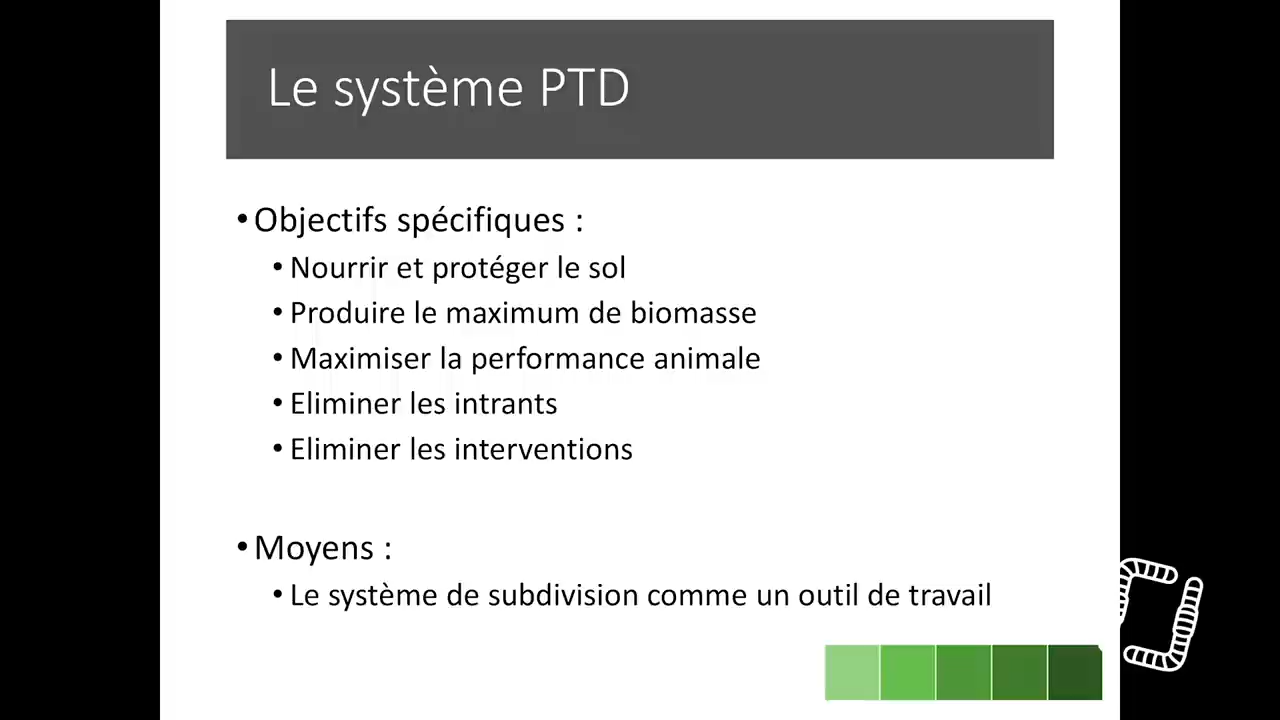 Le système PTD
•Objectifs spécifiques :
•Nourrir et protéger le sol
•Produire le maximum de biomasse
•Maximiser la performance animale
•Eliminer les intrants
•Eliminer les interventions
•Moyens :
•Le système de subdivision comme un outil de travail